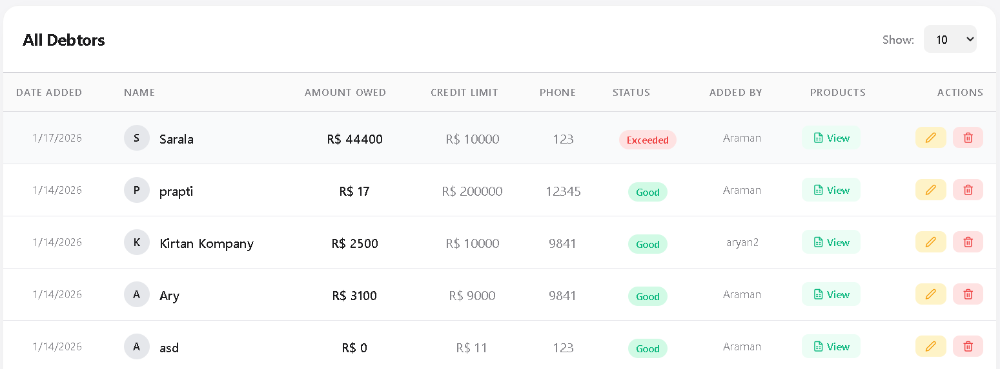 All Debtors
Show: 10
DATE ADDED NAME AMOUNT OWED CREDIT LIMIT PHONE STATUS ADDED BY PRODUCTS ACTIONS
1/17/2026 S Sarala R$ 44400 R$ 10000 123 Exceeded Araman View
1/14/2026 P prapti R$ 17 R$ 200000 12345 Good Araman View
1/14/2026 K Kirtan Kompany R$ 2500 R$ 10000 9841 Good aryan2 View
1/14/2026 A Ary R$ 3100 R$ 9000 9841 Good Araman View
1/14/2026 A asd R$ 0 R$ 11 123 Good Araman View